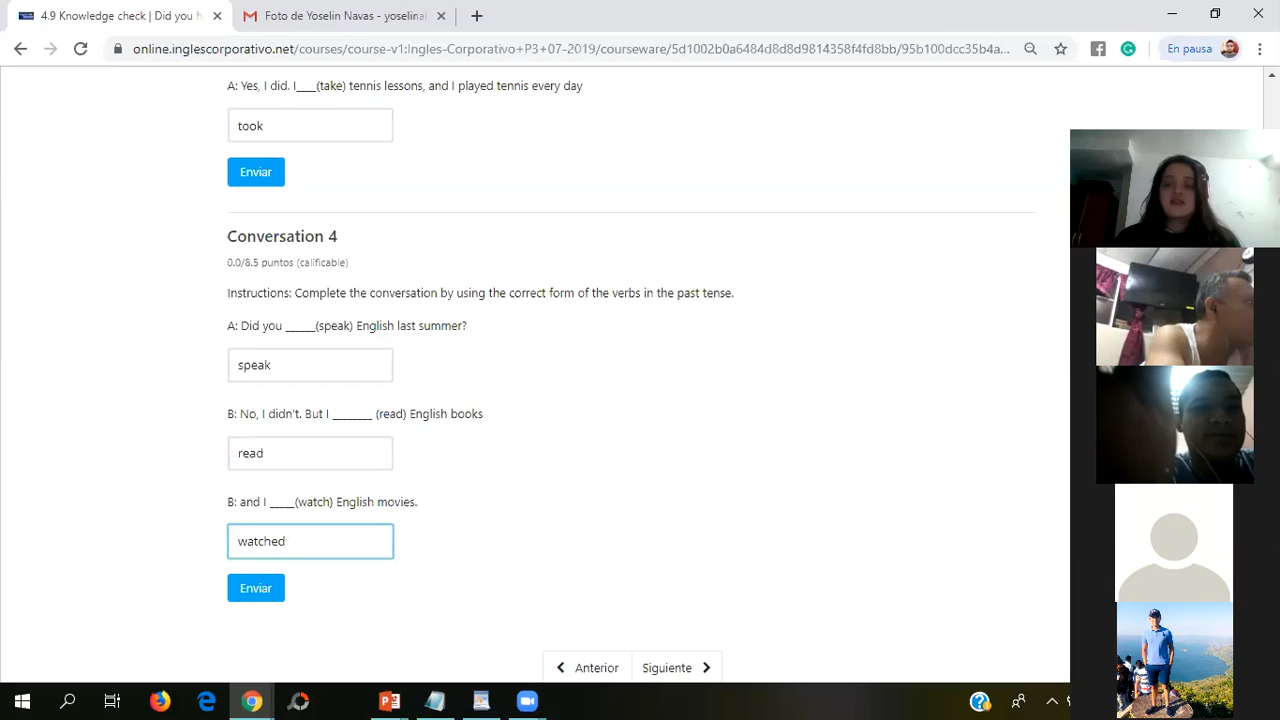 4.9 Knowledge check | Did you h
Foto de Yoselin Navas - yoselinal
online.inglescorporativo.net/courses/course-v1:Ingles-Corporativo+P3+07-2019/courseware/5d1002b0a6484d8d8d9814358f4fd8bb/95b100dcc35b4a...
En pausa
A: Yes, I did. I___(take) tennis lessons, and I played tennis every day
took
Enviar
Conversation 4
0.0/8.5 puntos (calificable)
Instructions: Complete the conversation by using the correct form of the verbs in the past tense.
A: Did you ______(speak) English last summer?
speak
B: No, I didn't. But I ________ (read) English books
read
B: and I _____(watch) English movies.
watched
Enviar
Anterior
Siguiente